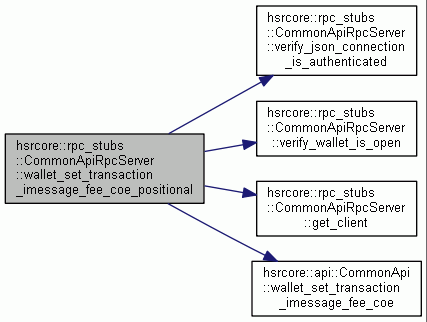 hsrcore::rpc_stubs
::CommonApiRpcServer
::verify_json_connection
_is_authenticated
hsrcore::rpc_stubs
::CommonApiRpcServer
::verify_wallet_is_open
hsrcore::rpc_stubs
::CommonApiRpcServer
::wallet_set_transaction
_imessage_fee_coe_positional
hsrcore::rpc_stubs
::CommonApiRpcServer
::get_client
hsrcore::api::CommonApi
::wallet_set_transaction
_imessage_fee_coe